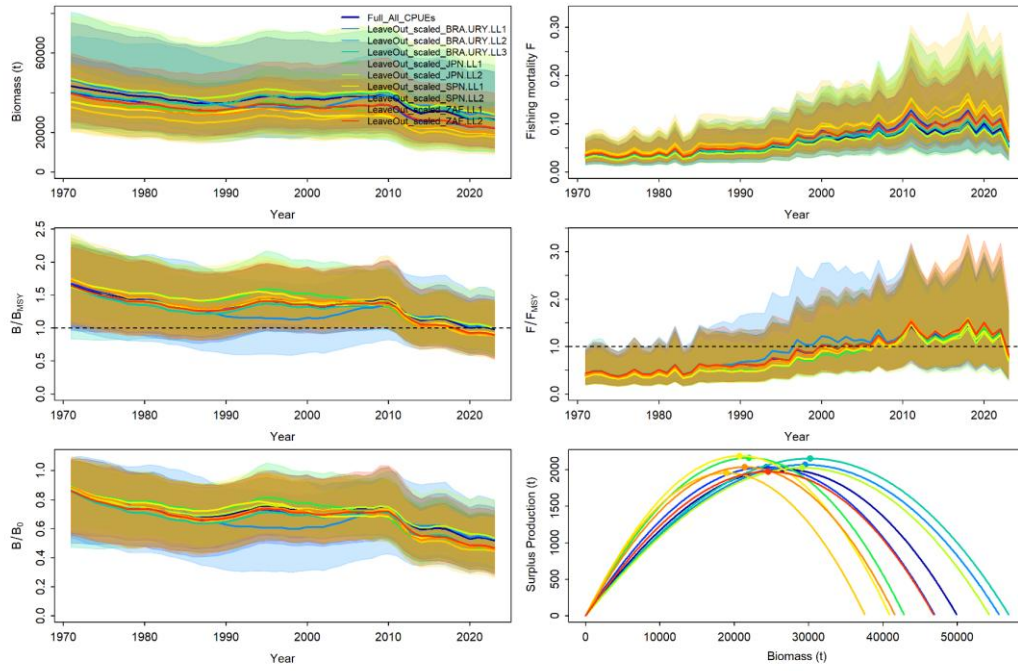 Biomass (t)
0
20000
60000
Full_All_CPUEs
LeaveOut_scaled_BRA.URY.LL1
LeaveOut_scaled_BRA.URY.LL2
LeaveOut_scaled_BRA.URY.LL3
LeaveOut_scaled_JPN.LL1
LeaveOut_scaled_JPN.LL2
LeaveOut_scaled_SPN.LL1
LeaveOut_scaled_SPN.LL2
LeaveOut_scaled_ZAF.LL1
LeaveOut_scaled_ZAF.LL2
1970 1980 1990 2000 2010 2020
Year
Fishing mortality F
0.00 0.10 0.20 0.30
1970 1980 1990 2000 2010 2020
Year
B/BMSY
0.0 0.5 1.0 1.5 2.0 2.5
1970 1980 1990 2000 2010 2020
Year
F/FMSY
0.0 1.0 2.0 3.0
1970 1980 1990 2000 2010 2020
Year
B/B0
0.0 0.2 0.4 0.6 0.8 1.0
1970 1980 1990 2000 2010 2020
Year
Surplus Production (t)
0 500 1000 1500 2000
0 10000 20000 30000 40000 50000
Biomass (t)